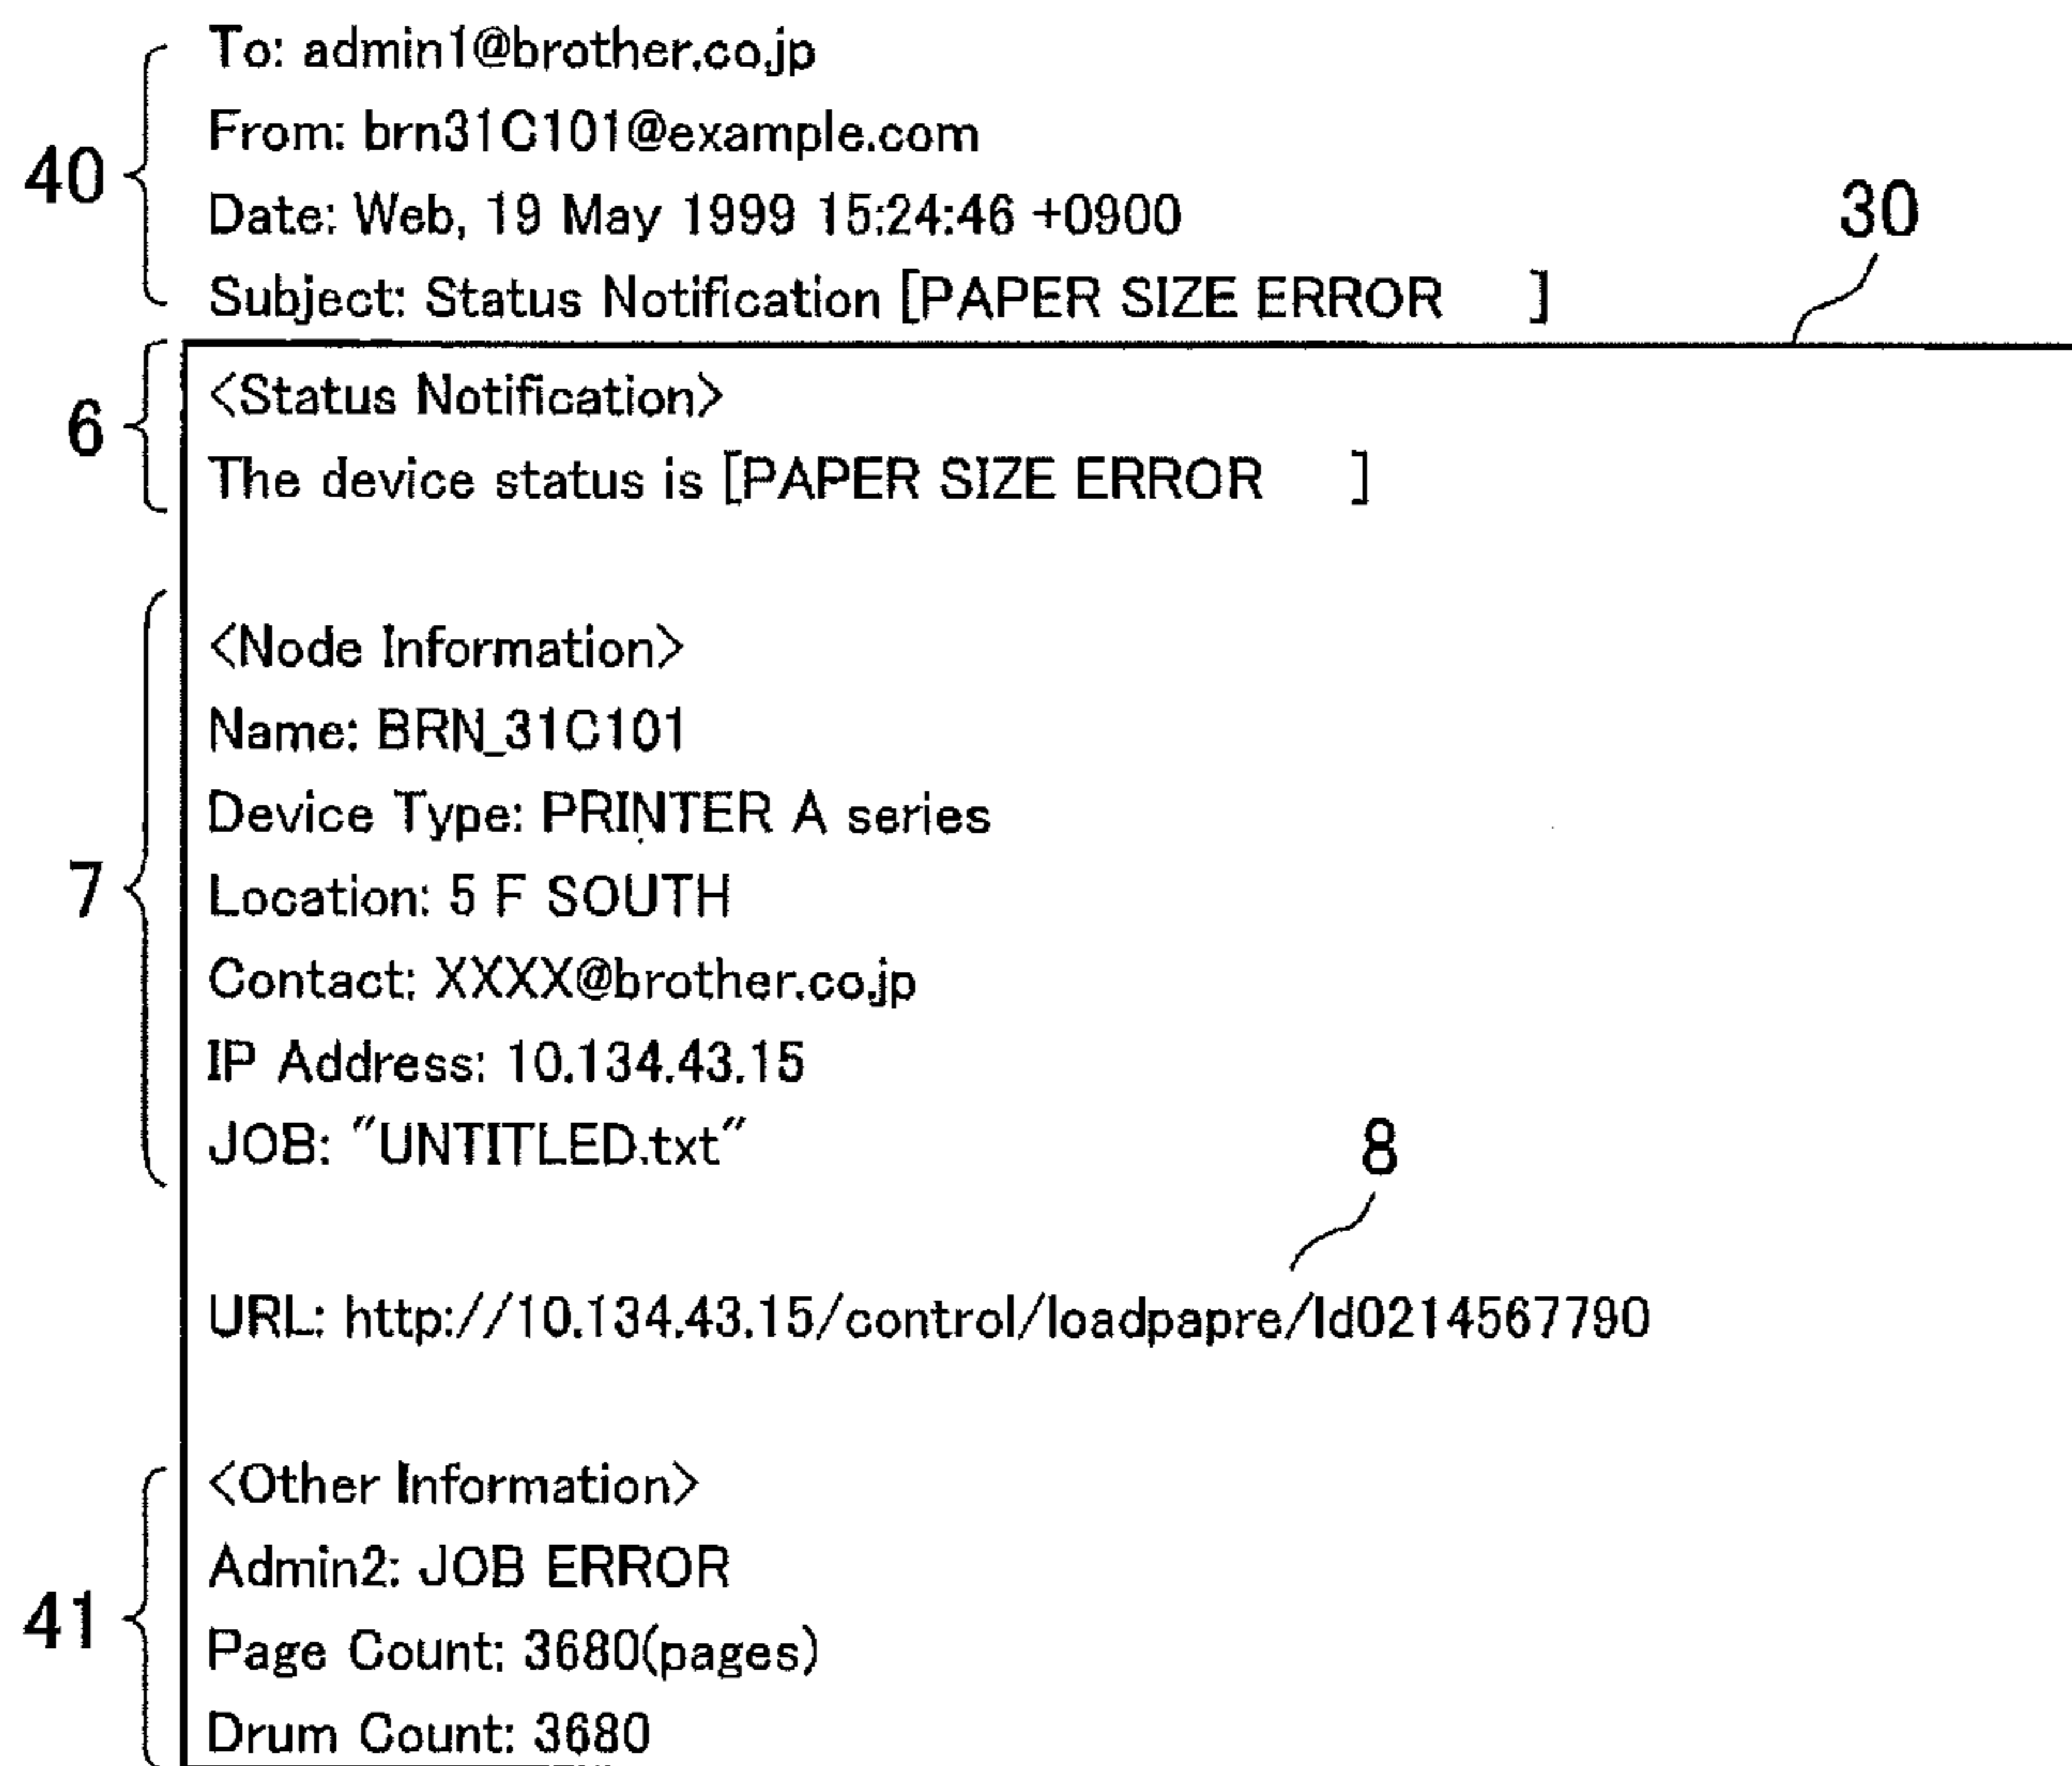 To: admin1@brother.co.jp
From: brn31C101@example.com
40
Date: Web, 19 May 1999 15:24:46 +0900
30
Subject: Status Notification [PAPER SIZE ERROR ]
<Status Notification>
6
The device status is [PAPER SIZE ERROR ]
<Node Information>
Name: BRN_31C101
Device Type: PRINTER A series
7
Location: 5 F SOUTH
Contact: XXXX@brother.co.jp
IP Address: 10.134.43.15
JOB: "UNTITLED.txt"
8
URL: http://10.134.43.15/control/loadpapre/Id0214567790
<Other Information>
Admin2: JOB ERROR
41
Page Count: 3680(pages)
Drum Count: 3680